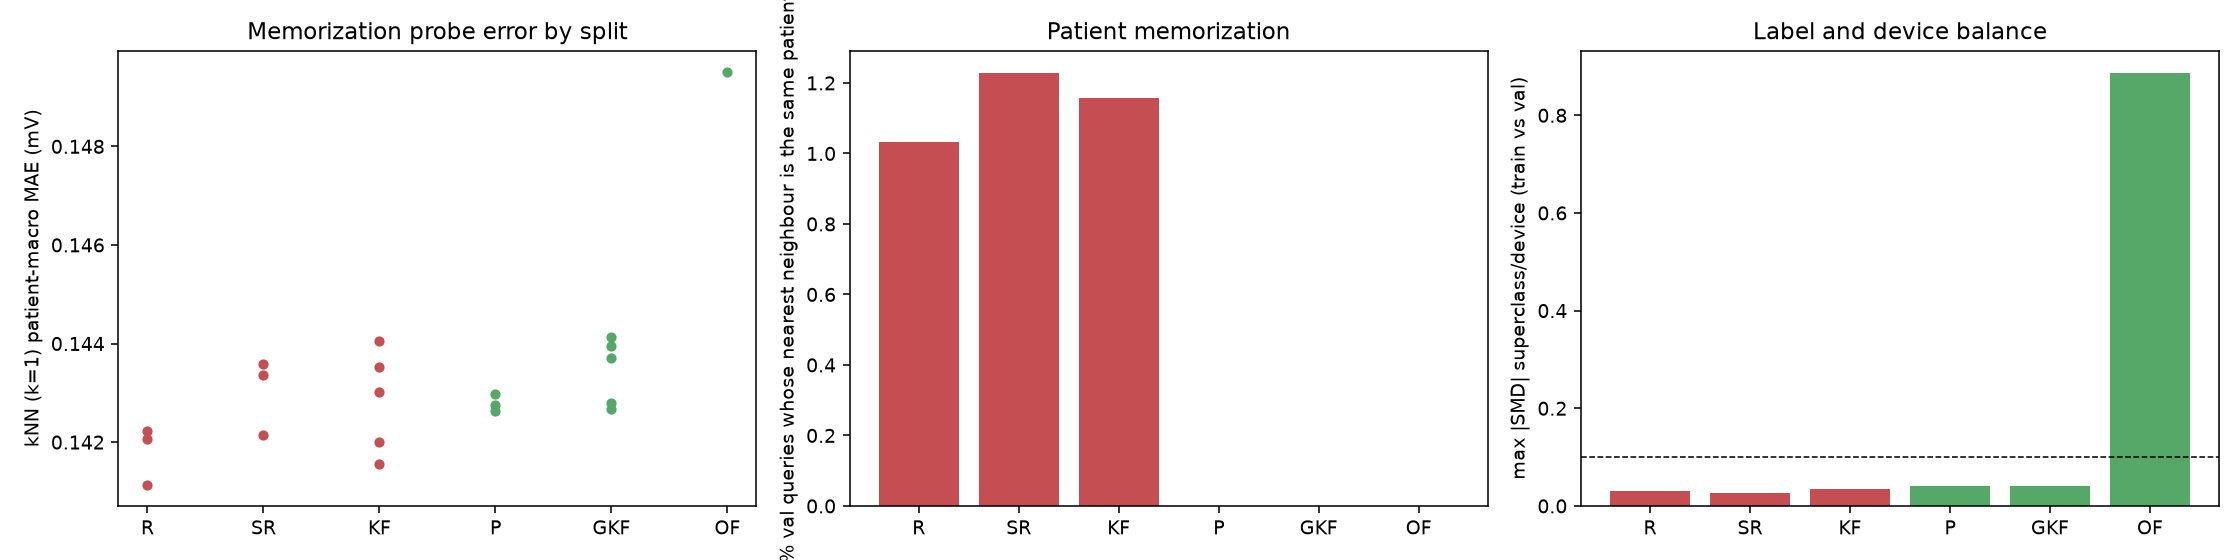 Memorization probe error by split
kNN (k=1) patient-macro MAE (mV)
0.148
0.146
0.144
0.142
R SR KF P GKF OF
Patient memorization
% val queries whose nearest neighbour is the same patient
1.2
1.0
0.8
0.6
0.4
0.2
0.0
R SR KF P GKF OF
Label and device balance
max |SMD| superclass/device (train vs val)
0.8
0.6
0.4
0.2
0.0
R SR KF P GKF OF